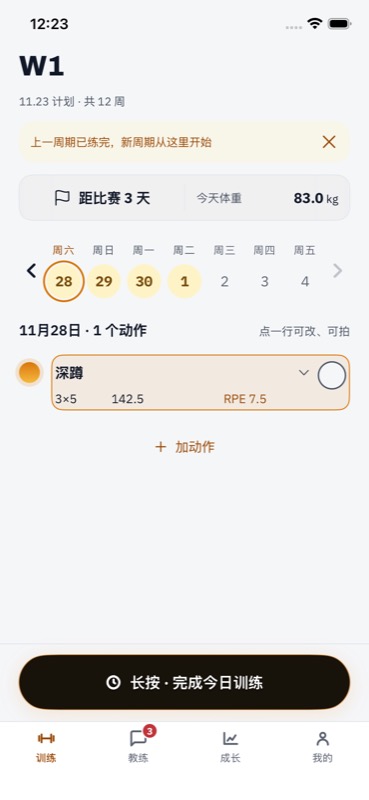 12:23
W1
11.23 计划 · 共 12 周
上一周期已练完，新周期从这里开始
距比赛 3 天 今天体重 83.0 kg
周六 周日 周一 周二 周三 周四 周五
28 29 30 1 2 3 4
11月28日 · 1 个动作 点一行可改、可拍
深蹲
3×5 142.5 RPE 7.5
+ 加动作
长按 · 完成今日训练
3
训练 教练 成长 我的